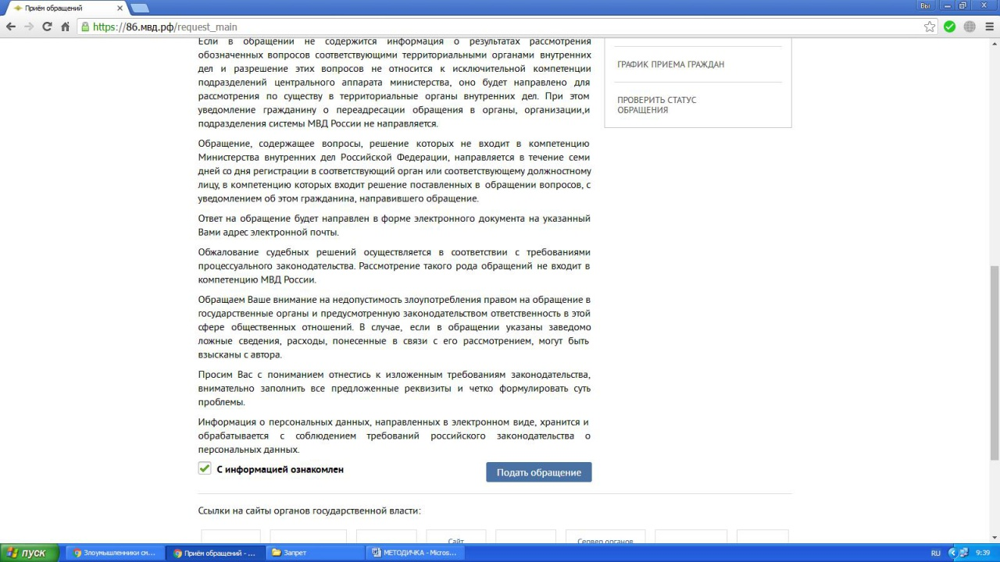 Приём обращений
Вы
https://86.мвд.рф/request_main
Если в обращении не содержится информация о результатах рассмотрения
обозначенных вопросов соответствующими территориальными органами внутренних
дел и разрешение этих вопросов не относится к исключительной компетенции
подразделений центрального аппарата министерства, оно будет направлено для
рассмотрения по существу в территориальные органы внутренних дел. При этом
уведомление гражданину о переадресации обращения в органы, организации,и
подразделения системы МВД России не направляется.
Обращение, содержащее вопросы, решение которых не входит в компетенцию
Министерства внутренних дел Российской Федерации, направляется в течение семи
дней со дня регистрации в соответствующий орган или соответствующему должностному
лицу, в компетенцию которых входит решение поставленных в обращении вопросов, с
уведомлением об этом гражданина, направившего обращение.
Ответ на обращение будет направлен в форме электронного документа на указанный
Вами адрес электронной почты.
Обжалование судебных решений осуществляется в соответствии с требованиями
процессуального законодательства. Рассмотрение такого рода обращений не входит в
компетенцию МВД России.
Обращаем Ваше внимание на недопустимость злоупотребления правом на обращение в
государственные органы и предусмотренную законодательством ответственность в этой
сфере общественных отношений. В случае, если в обращении указаны заведомо
ложные сведения, расходы, понесенные в связи с его рассмотрением, могут быть
взысканы с автора.
Просим Вас с пониманием отнестись к изложенным требованиям законодательства,
внимательно заполнить все предложенные реквизиты и четко формулировать суть
проблемы.
Информация о персональных данных, направленных в электронном виде, хранится и
обрабатывается с соблюдением требований российского законодательства о
персональных данных.
С информацией ознакомлен
Подать обращение
ГРАФИК ПРИЕМА ГРАЖДАН
ПРОВЕРИТЬ СТАТУС
ОБРАЩЕНИЯ
Ссылки на сайты органов государственной власти:
Сайт
Сервер органов
пуск
Злоумышленники см...
Приём обращений - ...
Запрет
МЕТОДИЧКА - Micros...
RU
9:39